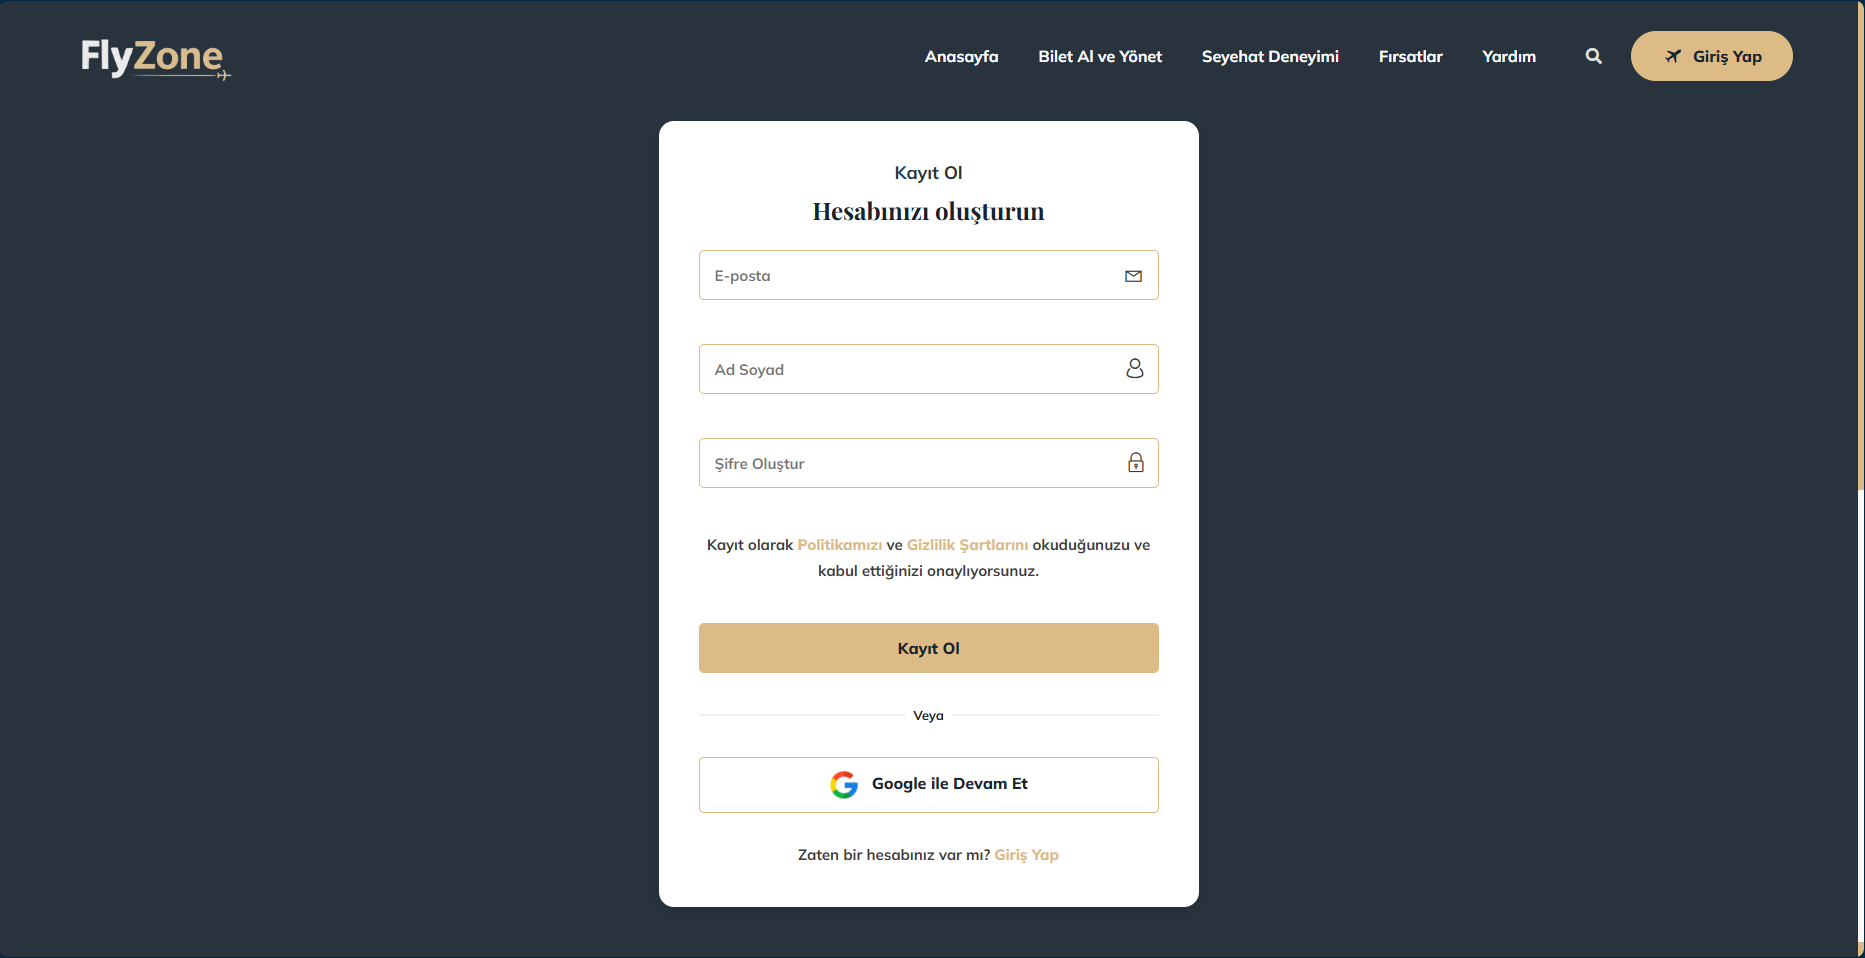 FlyZone
Anasayfa Bilet Al ve Yönet Seyehat Deneyimi Fırsatlar Yardım Giriş Yap
Kayıt Ol
Hesabınızı oluşturun
E-posta
Ad Soyad
Şifre Oluştur
Kayıt olarak Politikamızı ve Gizlilik Şartlarını okuduğunuzu ve
kabul ettiğinizi onaylıyorsunuz.
Kayıt Ol
Veya
Google ile Devam Et
Zaten bir hesabınız var mı? Giriş Yap